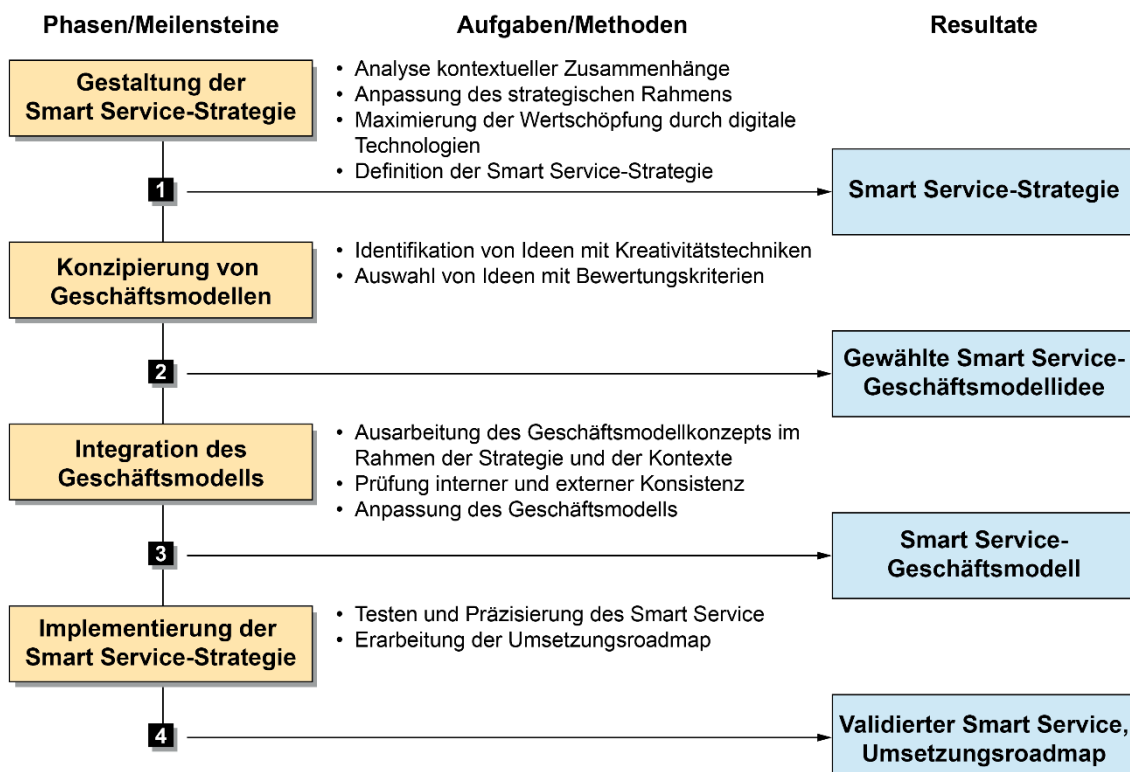 Phasen/Meilensteine
Aufgaben/Methoden
Resultate
Gestaltung der
Smart Service-Strategie
• Analyse kontextueller Zusammenhänge
• Anpassung des strategischen Rahmens
• Maximierung der Wertschöpfung durch digitale
Technologien
• Definition der Smart Service-Strategie
1
Smart Service-Strategie
Konzipierung von
Geschäftsmodellen
• Identifikation von Ideen mit Kreativitätstechniken
• Auswahl von Ideen mit Bewertungskriterien
2
Gewählte Smart Service-
Geschäftsmodellidee
Integration des
Geschäftsmodells
• Ausarbeitung des Geschäftsmodellkonzepts im
Rahmen der Strategie und der Kontexte
• Prüfung interner und externer Konsistenz
• Anpassung des Geschäftsmodells
3
Smart Service-
Geschäftsmodell
Implementierung der
Smart Service-Strategie
• Testen und Präzisierung des Smart Service
• Erarbeitung der Umsetzungsroadmap
4
Validierter Smart Service,
Umsetzungsroadmap